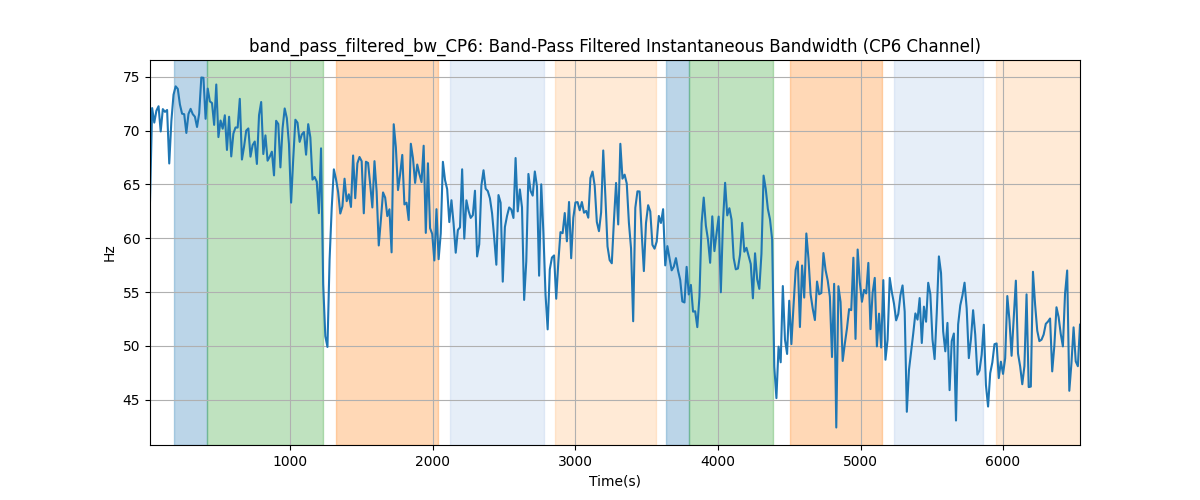 band_pass_filtered_bw_CP6: Band-Pass Filtered Instantaneous Bandwidth (CP6 Channel)
75
70
65
60
55
50
45
Hz
1000 2000 3000 4000 5000 6000
Time(s)